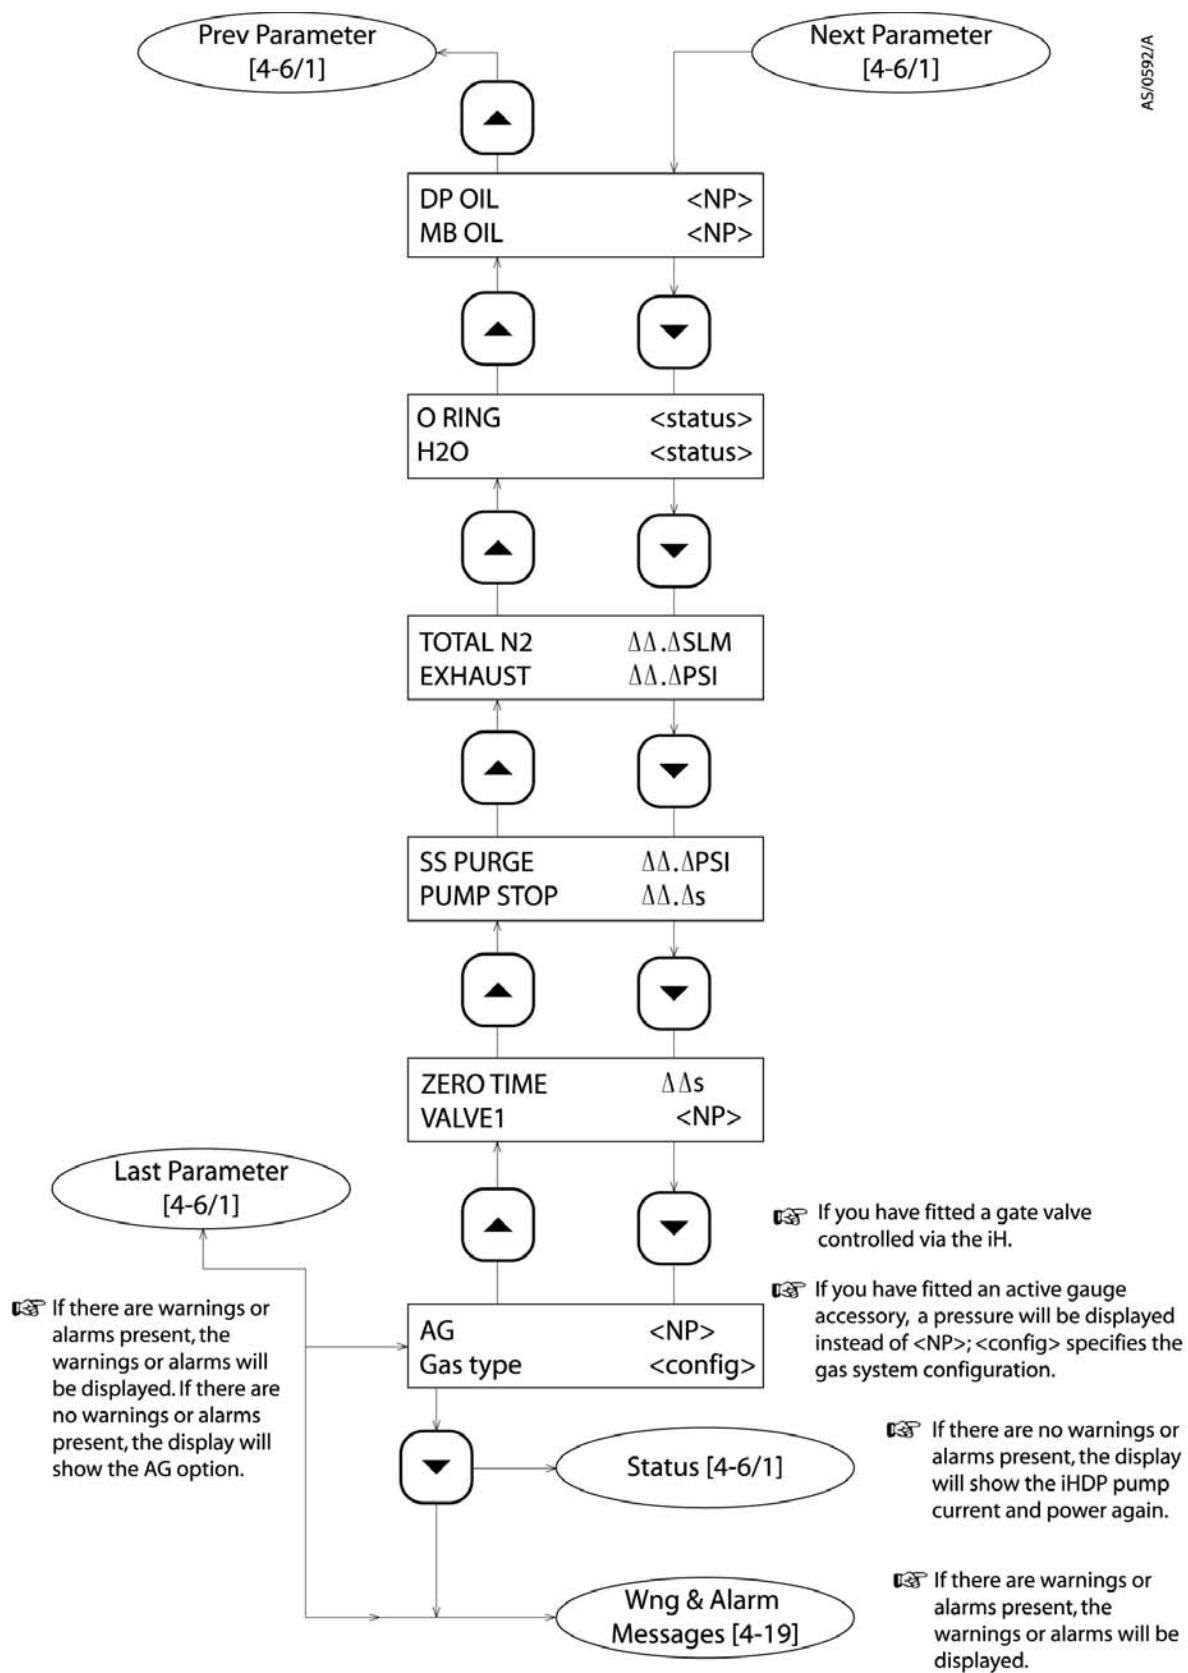 Prev Parameter
[4-6/1]
Next Parameter
[4-6/1]
AS/0592/A
DP OIL <NP>
MB OIL <NP>
O RING <status>
H2O <status>
TOTAL N2 ΔΔ.ΔSLM
EXHAUST ΔΔ.ΔPSI
SS PURGE ΔΔ.ΔPSI
PUMP STOP ΔΔ.Δs
ZERO TIME ΔΔs
VALVE1 <NP>
Last Parameter
[4-6/1]
☞ If you have fitted a gate valve
controlled via the iH.
☞ If there are warnings or
alarms present, the
warnings or alarms will
be displayed. If there are
no warnings or alarms
present, the display will
show the AG option.
AG <NP>
Gas type <config>
☞ If you have fitted an active gauge
accessory, a pressure will be displayed
instead of <NP>; <config> specifies the
gas system configuration.
Status [4-6/1]
☞ If there are no warnings or
alarms present, the display
will show the iHDP pump
current and power again.
Wng & Alarm
Messages [4-19]
☞ If there are warnings or
alarms present, the
warnings or alarms will be
displayed.